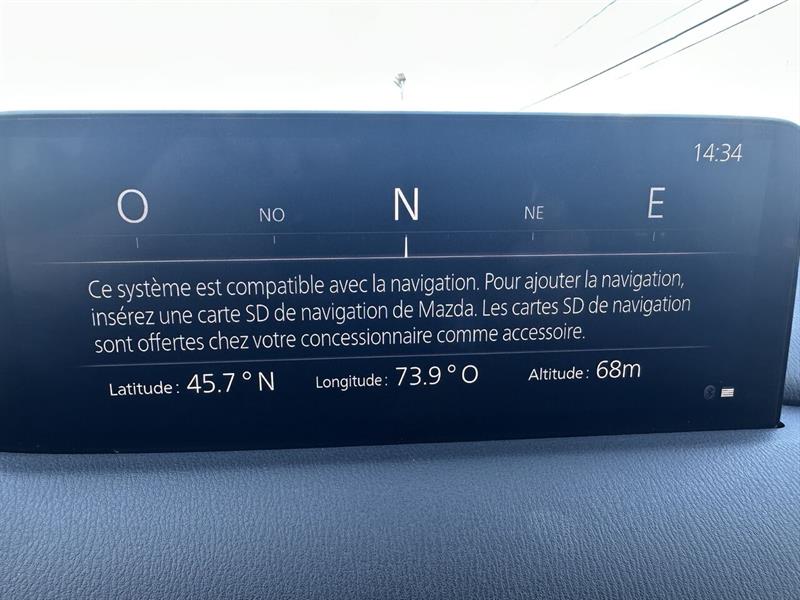 14:34
O NO N NE E
Ce système est compatible avec la navigation. Pour ajouter la navigation,
insérez une carte SD de navigation de Mazda. Les cartes SD de navigation
sont offertes chez votre concessionnaire comme accessoire.
Latitude : 45.7 ° N Longitude : 73.9 ° O Altitude : 68m